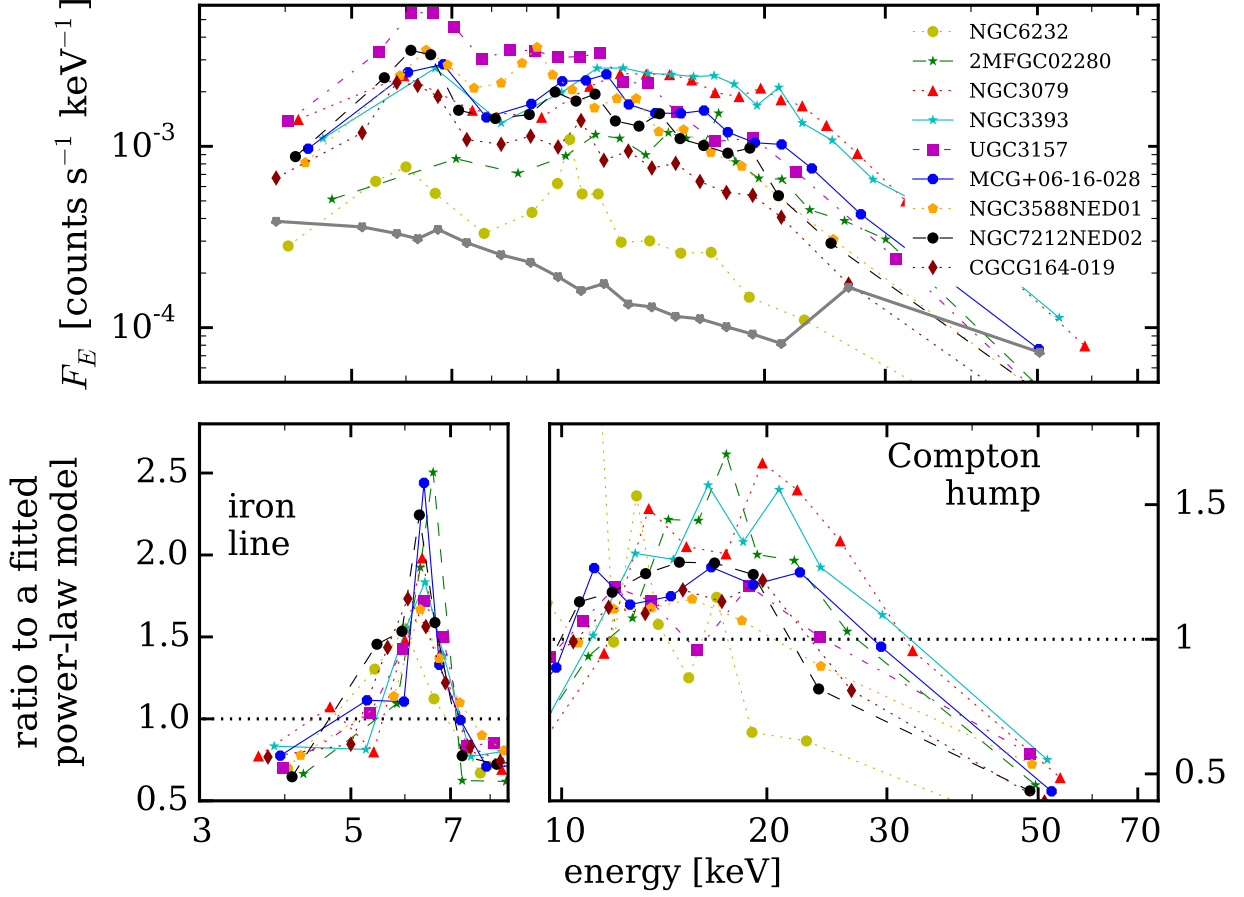 F_E [counts s⁻¹ keV⁻¹]
10⁻³
10⁻⁴
NGC6232
2MFGC02280
NGC3079
NGC3393
UGC3157
MCG+06-16-028
NGC3588NED01
NGC7212NED02
CGCG164-019
ratio to a fitted
power-law model
2.5
2.0
1.5
1.0
0.5
iron
line
Compton
hump
1.5
1
0.5
3
5
7
10
20
30
50
70
energy [keV]